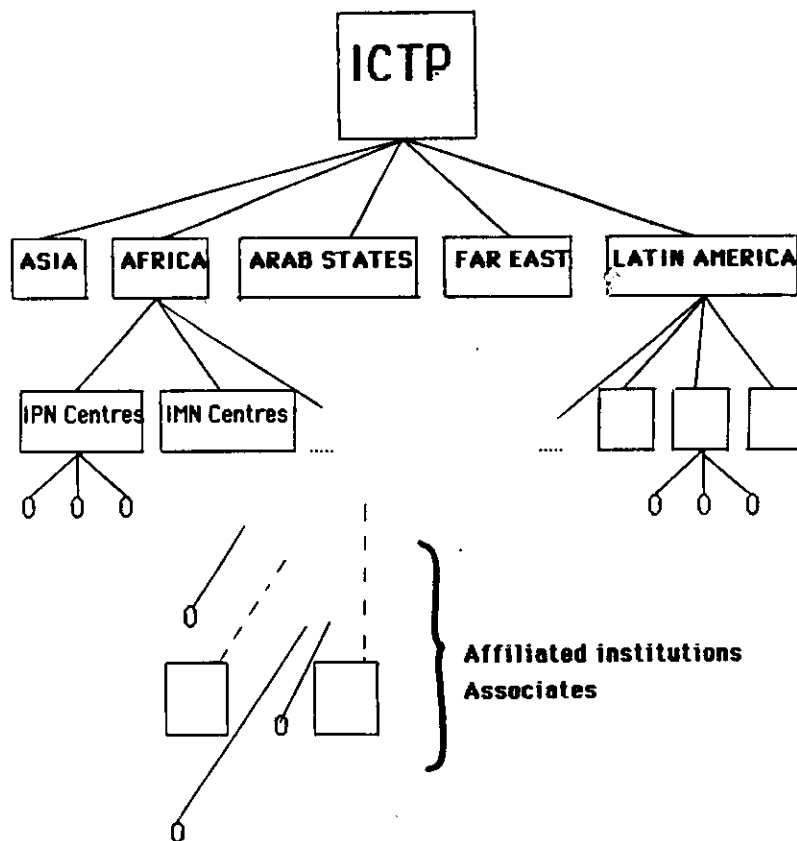 ICTP
ASIA
AFRICA
ARAB STATES
FAR EAST
LATIN AMERICA
IPN Centres
IMN Centres
.....
.....
Affiliated institutions
Associates